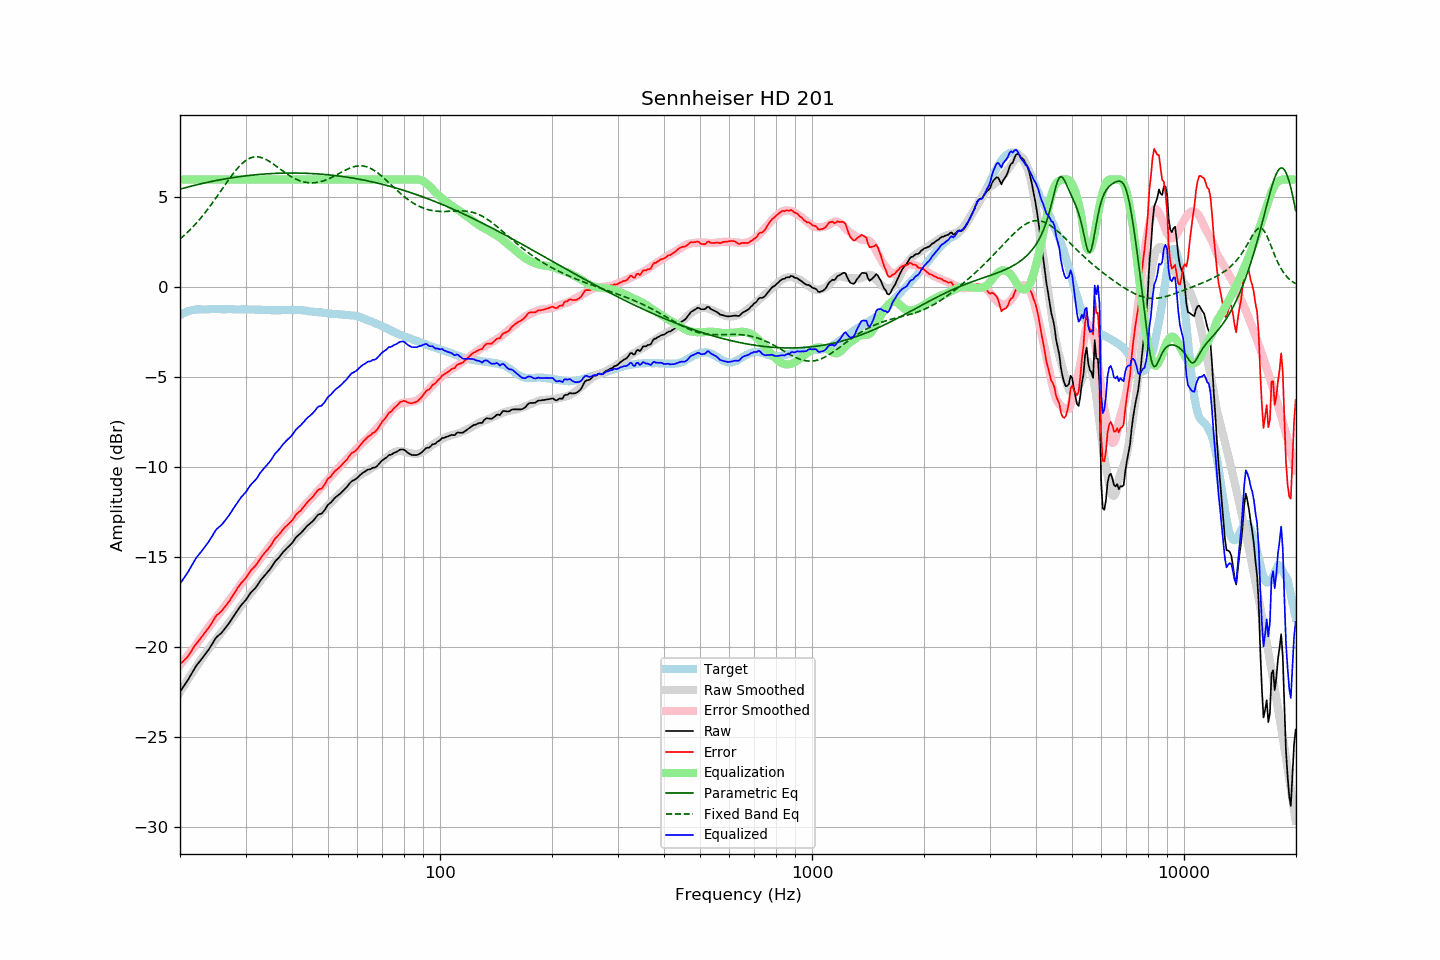 Sennheiser HD 201
Amplitude (dBr)
5
0
−5
−10
−15
−20
−25
−30
Target
Raw Smoothed
Error Smoothed
Raw
Error
Equalization
Parametric Eq
Fixed Band Eq
Equalized
100
1000
10000
Frequency (Hz)